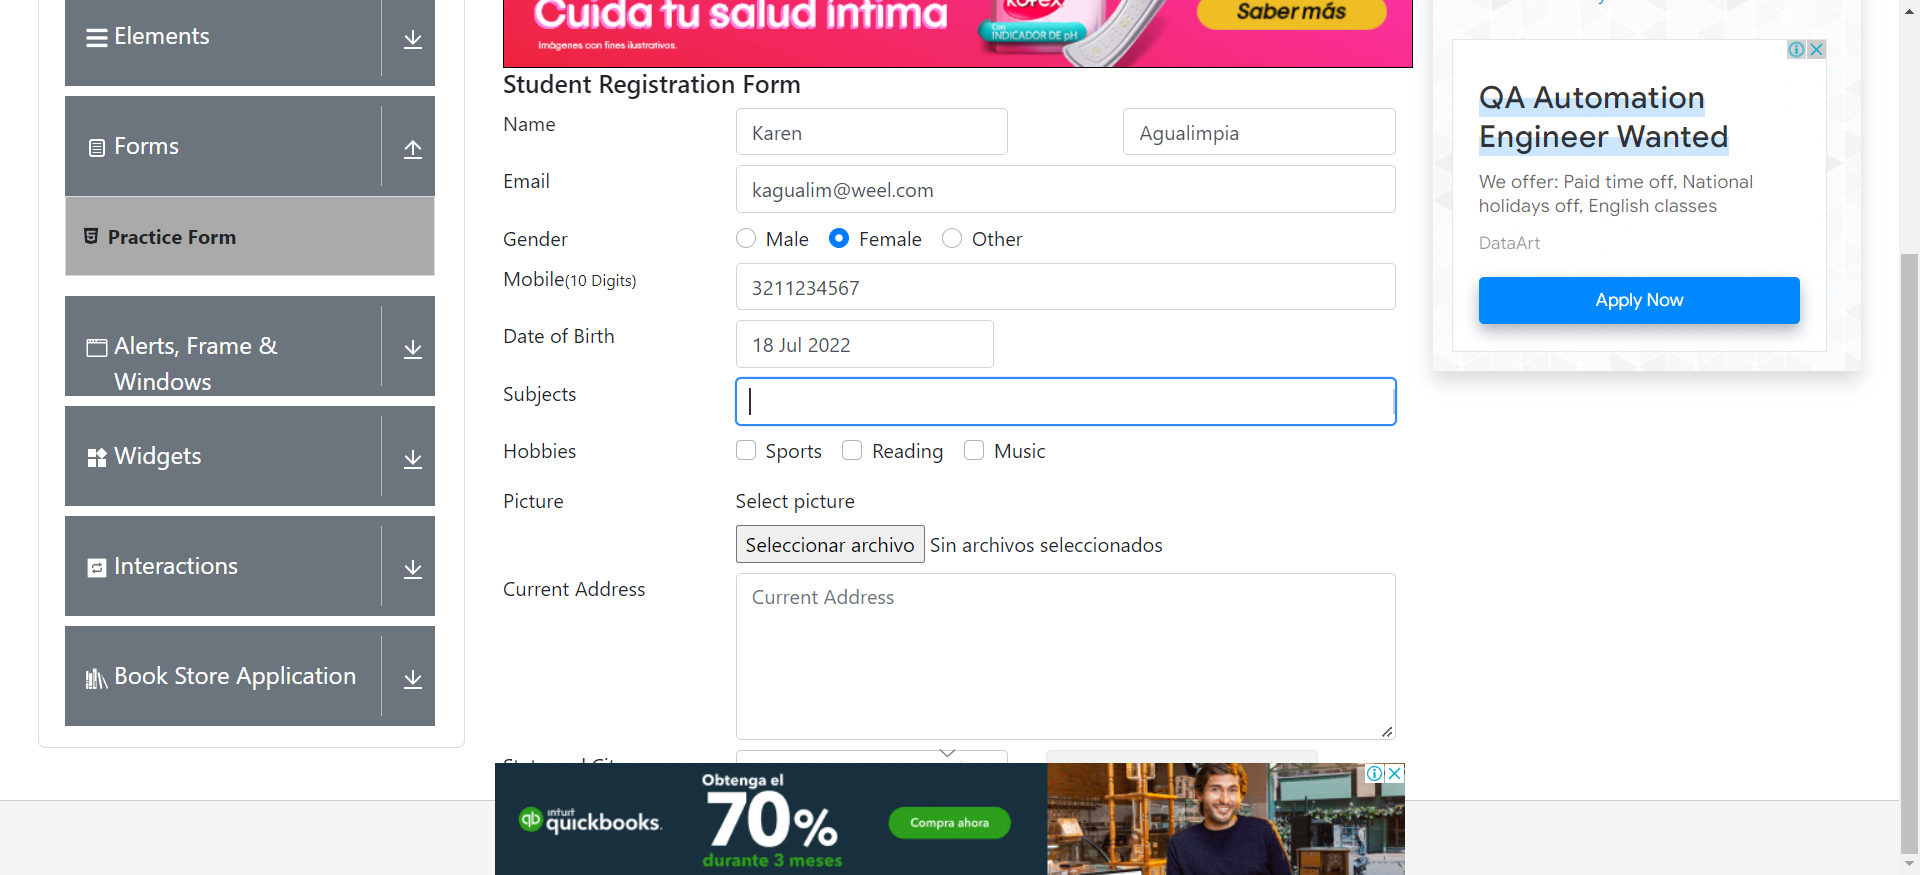 Elements
Forms
Practice Form
Alerts, Frame &
Windows
Widgets
Interactions
Book Store Application
Cuida tu salud íntima
Imágenes con fines ilustrativos.
Kotex
Con
INDICADOR DE pH
Saber más
Student Registration Form
Name
Karen
Agualimpia
Email
kagualim@weel.com
Gender
Male
Female
Other
Mobile(10 Digits)
3211234567
Date of Birth
18 Jul 2022
Subjects
Hobbies
Sports
Reading
Music
Picture
Select picture
Seleccionar archivo
Sin archivos seleccionados
Current Address
Current Address
State and City
intuit
quickbooks.
Obtenga el
70%
durante 3 meses
Compra ahora
QA Automation
Engineer Wanted
We offer: Paid time off, National
holidays off, English classes
DataArt
Apply Now